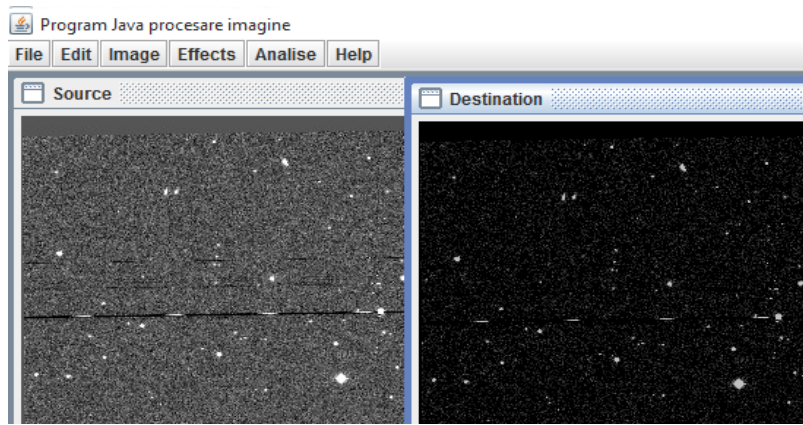 Program Java procesare imagine
File Edit Image Effects Analise Help
Source
Destination